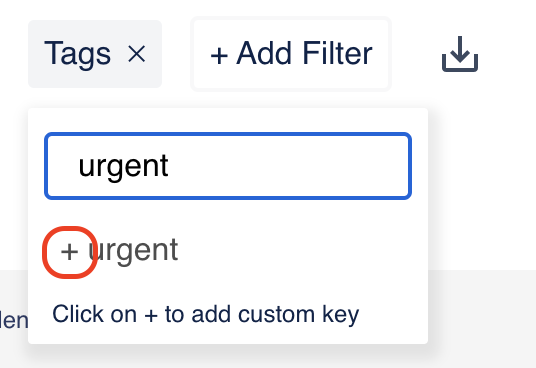 Tags ×
+ Add Filter
urgent
+ urgent
Click on + to add custom key